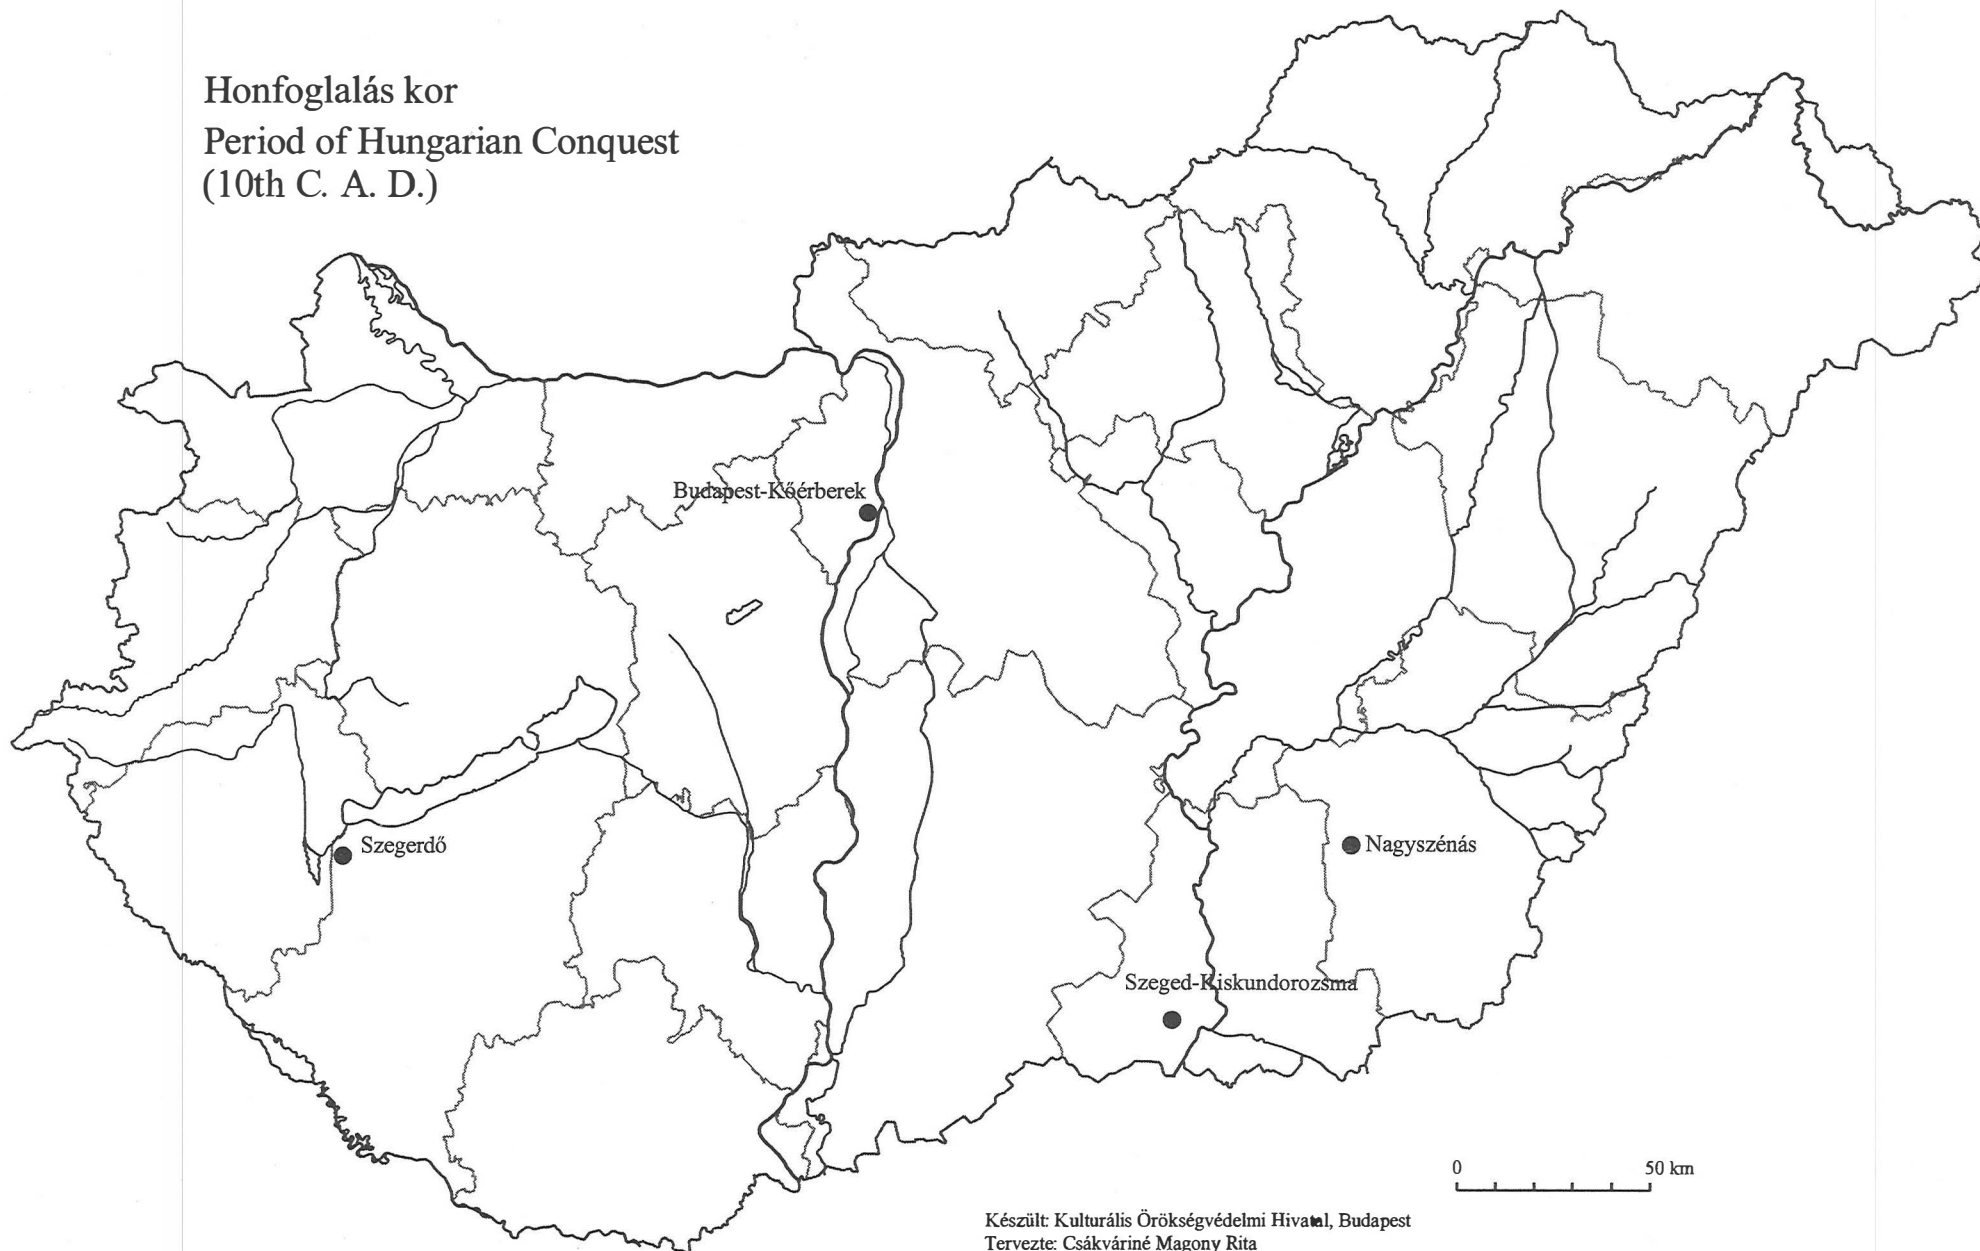 Honfoglalás kor
Period of Hungarian Conquest
(10th C. A. D.)
Budapest-Kőérberek
Szegerdő
Nagyszénás
Szeged-Kiskundorozsma
0 50 km
Készült: Kulturális Örökségvédelmi Hivatal, Budapest
Tervezte: Csákváriné Magony Rita